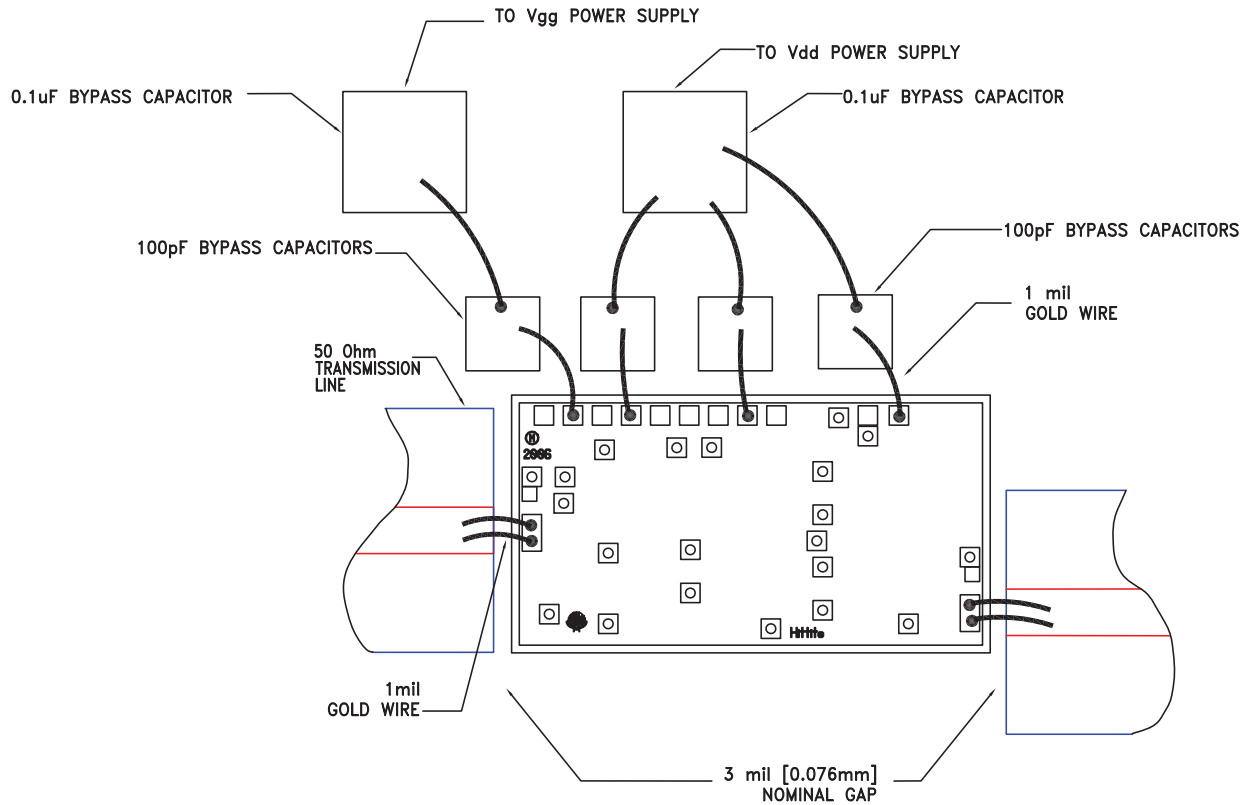 TO Vgg POWER SUPPLY
TO Vdd POWER SUPPLY
0.1uF BYPASS CAPACITOR
0.1uF BYPASS CAPACITOR
100pF BYPASS CAPACITORS
100pF BYPASS CAPACITORS
1 mil
GOLD WIRE
50 Ohm
TRANSMISSION
LINE
M
2006
Hittite
1mil
GOLD WIRE
3 mil [0.076mm]
NOMINAL GAP